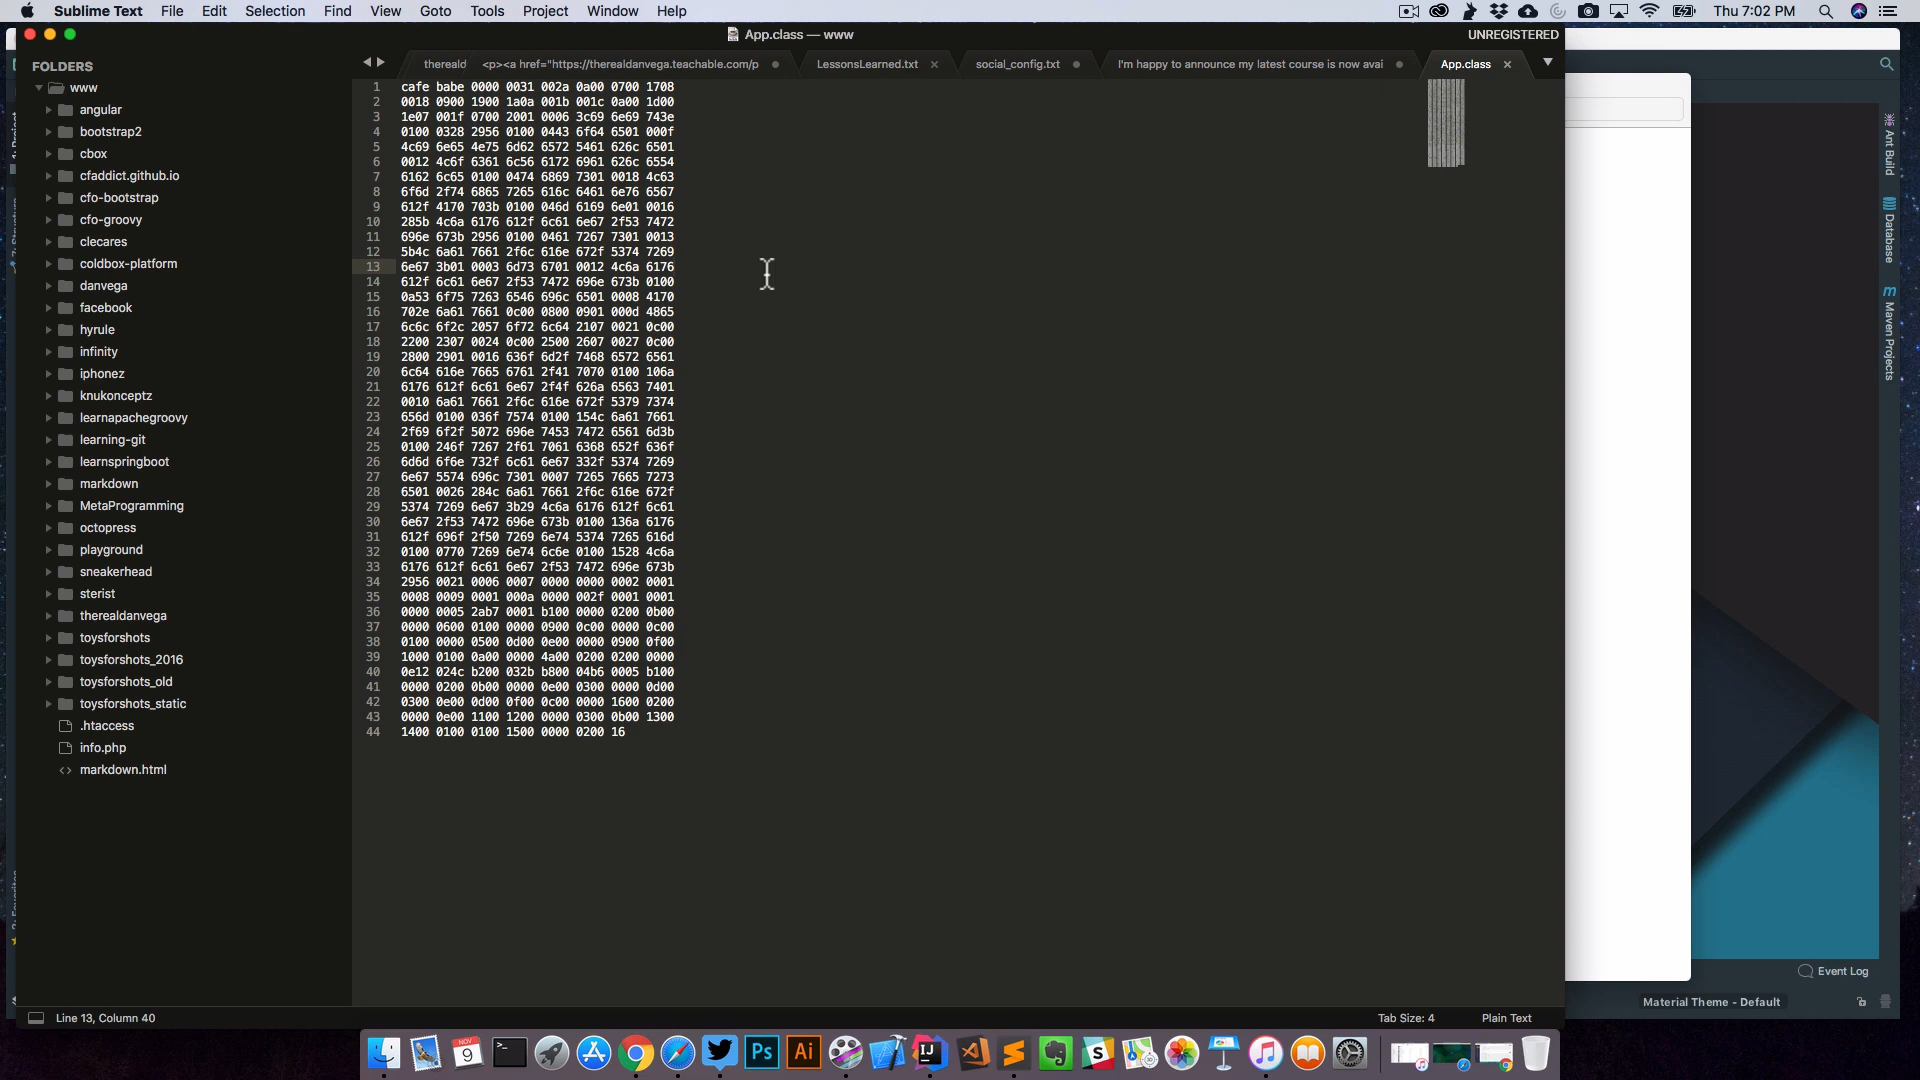 Sublime Text File Edit Selection Find View Goto Tools Project Window Help Thu 7:02 PM
App.class — www UNREGISTERED
thereald <p><a href="https://therealdanvega.teachable.com/p LessonsLearned.txt social_config.txt I'm happy to announce my latest course is now avai App.class
FOLDERS
www
angular
bootstrap2
cbox
cfaddict.github.io
cfo-bootstrap
cfo-groovy
clecares
coldbox-platform
danvega
facebook
hyrule
infinity
iphonez
knukonceptz
learnapachegroovy
learning-git
learnspringboot
markdown
MetaProgramming
octopress
playground
sneakerhead
sterist
therealdanvega
toysforshots
toysforshots_2016
toysforshots_old
toysforshots_static
.htaccess
info.php
markdown.html
1 cafe babe 0000 0031 002a 0a00 0700 1708
2 0018 0900 1900 1a0a 001b 001c 0a00 1d00
3 1e07 001f 0700 2001 0006 3c69 6e69 743e
4 0100 0328 2956 0100 0443 6f64 6501 000f
5 4c69 6e65 4e75 6d62 6572 5461 626c 6501
6 0012 4c6f 6361 6c56 6172 6961 626c 6554
7 6162 6c65 0100 0474 6869 7301 0018 4c63
8 6f6d 2f74 6865 7265 616c 6461 6e76 6567
9 612f 4170 703b 0100 046d 6169 6e01 0016
10 285b 4c6a 6176 612f 6c61 6e67 2f53 7472
11 696e 673b 2956 0100 0461 7267 7301 0013
12 5b4c 6a61 7661 2f6c 616e 672f 5374 7269
13 6e67 3b01 0003 6d73 6701 0012 4c6a 6176
14 612f 6c61 6e67 2f53 7472 696e 673b 0100
15 0a53 6f75 7263 6546 696c 6501 0008 4170
16 702e 6a61 7661 0c00 0800 0901 000d 4865
17 6c6c 6f2c 2057 6f72 6c64 2107 0021 0c00
18 2200 2307 0024 0c00 2500 2607 0027 0c00
19 2800 2901 0016 636f 6d2f 7468 6572 6561
20 6c64 616e 7665 6761 2f41 7070 0100 106a
21 6176 612f 6c61 6e67 2f4f 626a 6563 7401
22 0010 6a61 7661 2f6c 616e 672f 5379 7374
23 656d 0100 036f 7574 0100 154c 6a61 7661
24 2f69 6f2f 5072 696e 7453 7472 6561 6d3b
25 0100 246f 7267 2f61 7061 6368 652f 636f
26 6d6d 6f6e 732f 6c61 6e67 332f 5374 7269
27 6e67 5574 696c 7301 0007 7265 7665 7273
28 6501 0026 284c 6a61 7661 2f6c 616e 672f
29 5374 7269 6e67 3b29 4c6a 6176 612f 6c61
30 6e67 2f53 7472 696e 673b 0100 136a 6176
31 612f 696f 2f50 7269 6e74 5374 7265 616d
32 0100 0770 7269 6e74 6c6e 0100 1528 4c6a
33 6176 612f 6c61 6e67 2f53 7472 696e 673b
34 2956 0021 0006 0007 0000 0000 0002 0001
35 0008 0009 0001 000a 0000 002f 0001 0001
36 0000 0005 2ab7 0001 b100 0000 0200 0b00
37 0000 0600 0100 0000 0900 0c00 0000 0c00
38 0100 0000 0500 0d00 0e00 0000 0900 0f00
39 1000 0100 0a00 0000 4a00 0200 0200 0000
40 0e12 024c b200 032b b800 04b6 0005 b100
41 0000 0200 0b00 0000 0e00 0300 0000 0d00
42 0300 0e00 0d00 0f00 0c00 0000 1600 0200
43 0000 0e00 1100 1200 0000 0300 0b00 1300
44 1400 0100 0100 1500 0000 0200 16
Ant Build
Database
Maven Projects
Event Log
Material Theme - Default
Line 13, Column 40 Tab Size: 4 Plain Text
NOV
9
Ps
Ai
IJ